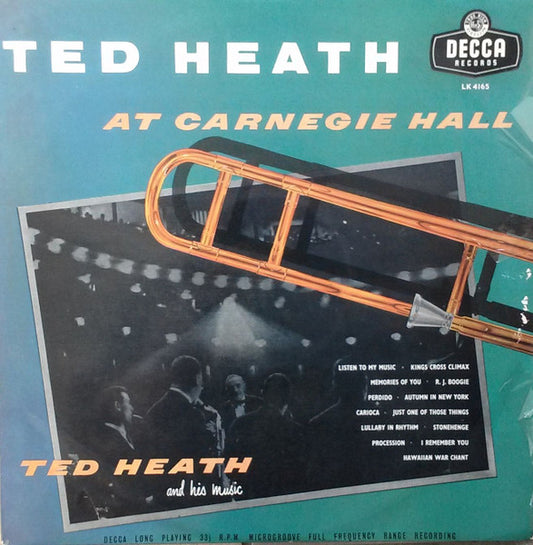 TED HEATH
DECCA
RECORDS
LK 4165
AT CARNEGIE HALL
LISTEN TO MY MUSIC · KINGS CROSS CLIMAX
MEMORIES OF YOU · R. J. BOOGIE
PERDIDO · AUTUMN IN NEW YORK
CARIOCA · JUST ONE OF THOSE THINGS
LULLABY IN RHYTHM · STONEHENGE
PROCESSION · I REMEMBER YOU
HAWAIIAN WAR CHANT
TED HEATH
and his music
DECCA LONG PLAYING 33⅓ R.P.M. MICROGROOVE FULL FREQUENCY RANGE RECORDING